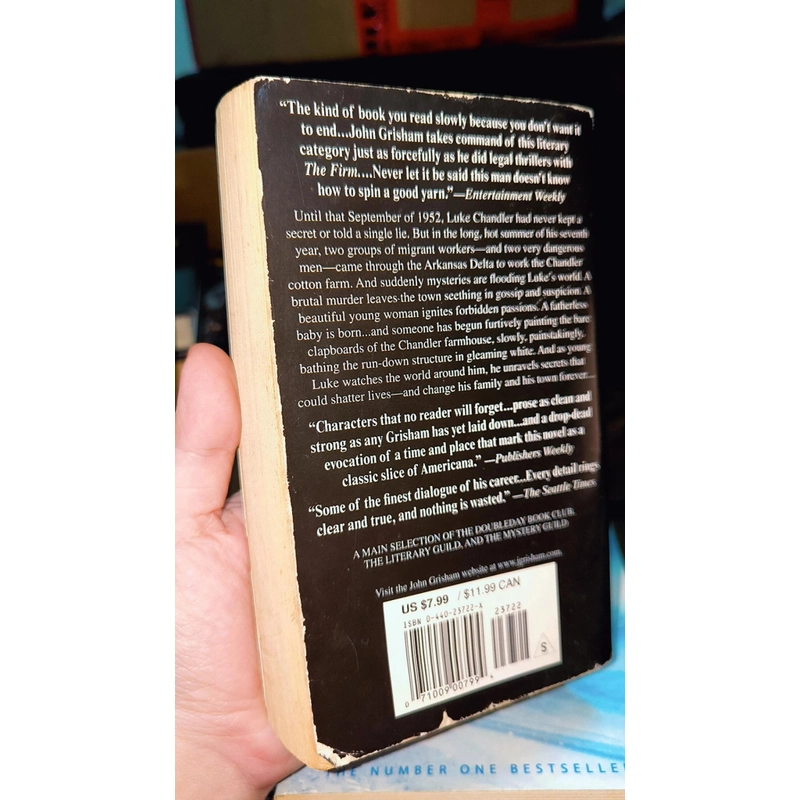 “The kind of book you read slowly because you don't want it
to end...John Grisham takes command of this literary
category just as forcefully as he did legal thrillers with
The Firm....Never let it be said this man doesn't know
how to spin a good yarn.”—Entertainment Weekly
Until that September of 1952, Luke Chandler had never kept a
secret or told a single lie. But in the long, hot summer of his seventh
year, two groups of migrant workers—and two very dangerous
men—came through the Arkansas Delta to work the Chandler
cotton farm. And suddenly mysteries are flooding Luke's world. A
brutal murder leaves the town seething in gossip and suspicion. A
beautiful young woman ignites forbidden passions. A fatherless
baby is born...and someone has begun furtively painting the bare
clapboards of the Chandler farmhouse, slowly, painstakingly,
bathing the run-down structure in gleaming white. And as young
Luke watches the world around him, he unravels secrets that
could shatter lives—and change his family and his town forever....
“Characters that no reader will forget...prose as clean and
strong as any Grisham has yet laid down...and a drop-dead
evocation of a time and place that mark this novel as a
classic slice of Americana.” —Publishers Weekly
“Some of the finest dialogue of his career...Every detail rings
clear and true, and nothing is wasted.” —The Seattle Times
A MAIN SELECTION OF THE DOUBLEDAY BOOK CLUB,
THE LITERARY GUILD, AND THE MYSTERY GUILD
Visit the John Grisham website at www.jgrisham.com.
US $7.99 / $11.99 CAN
ISBN 0-440-23722-X
23722
S
0 71009 00799 4
THE NUMBER ONE BESTSELLER